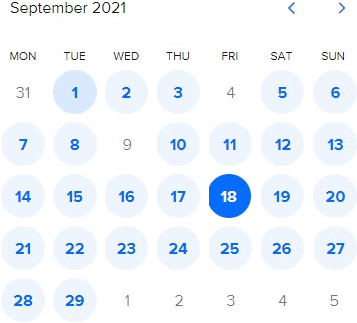 September 2021
MON TUE WED THU FRI SAT SUN
31 1 2 3 4 5 6
7 8 9 10 11 12 13
14 15 16 17 18 19 20
21 22 23 24 25 26 27
28 29 1 2 3 4 5